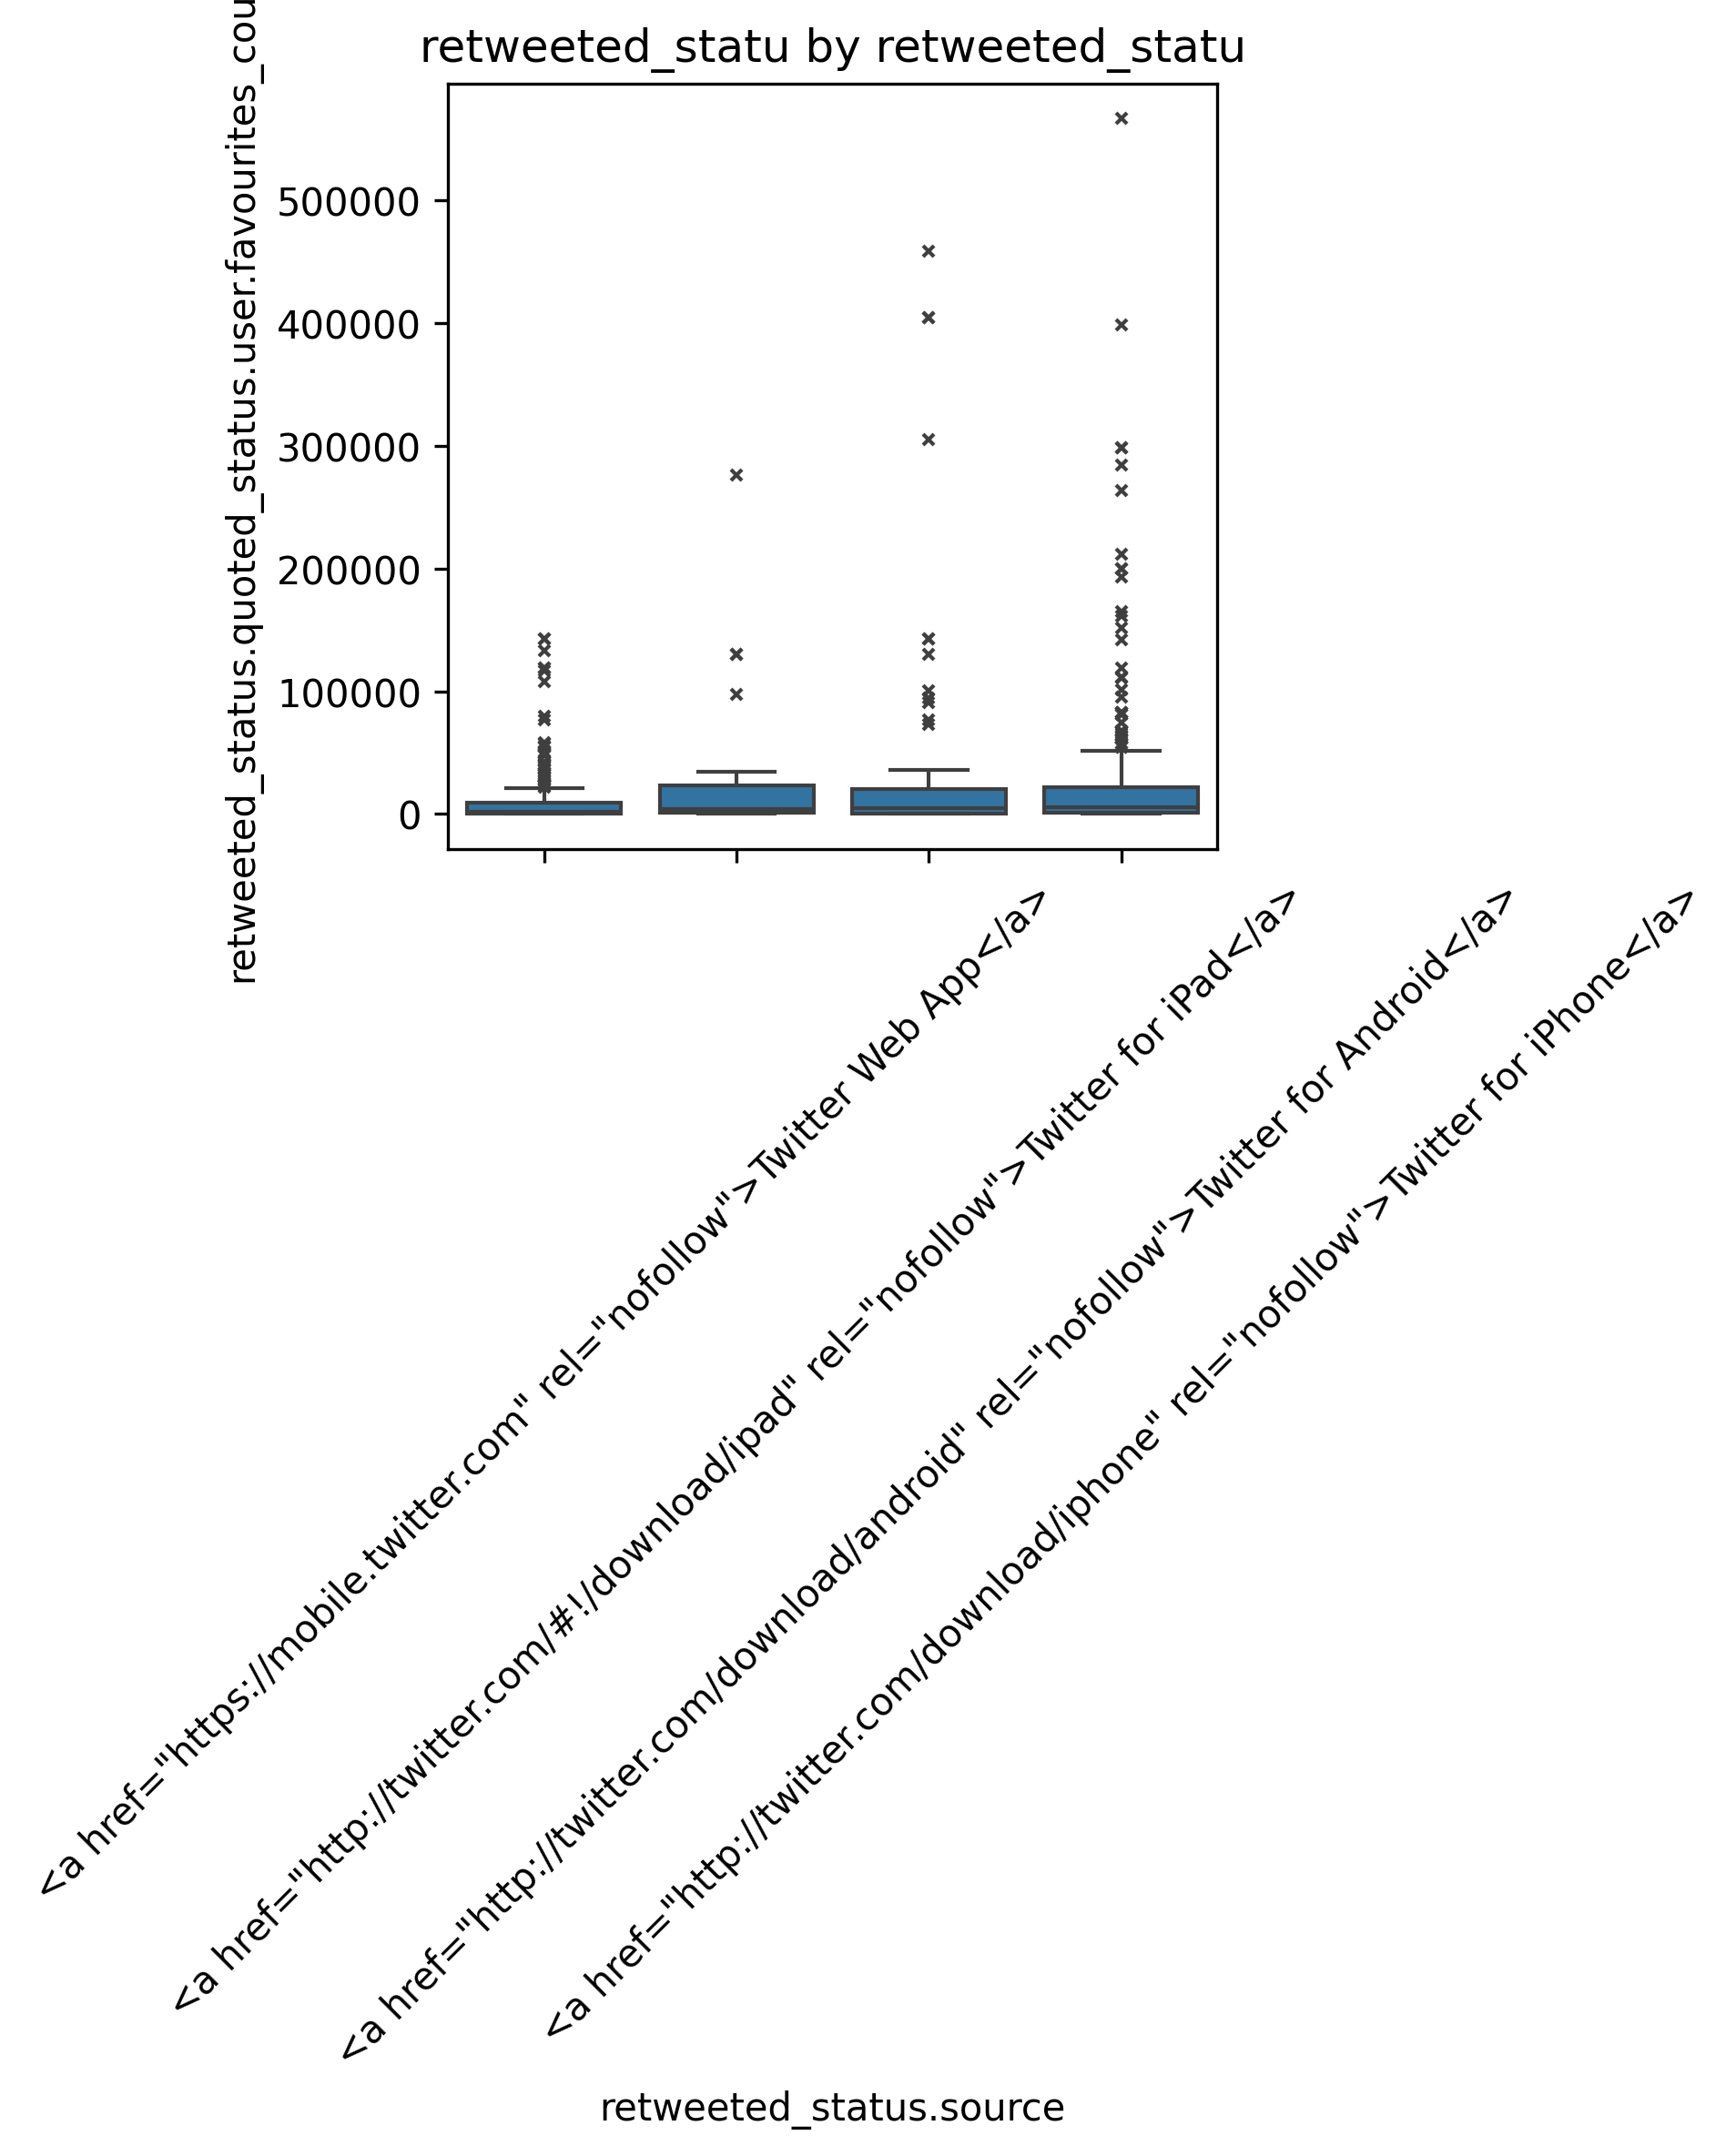 retweeted_statu by retweeted_statu
retweeted_status.quoted_status.user.favourites_cou
500000
400000
300000
200000
100000
0
<a href="https://mobile.twitter.com" rel="nofollow">Twitter Web App</a>
<a href="http://twitter.com/#!/download/ipad" rel="nofollow">Twitter for iPad</a>
<a href="http://twitter.com/download/android" rel="nofollow">Twitter for Android</a>
<a href="http://twitter.com/download/iphone" rel="nofollow">Twitter for iPhone</a>
retweeted_status.source